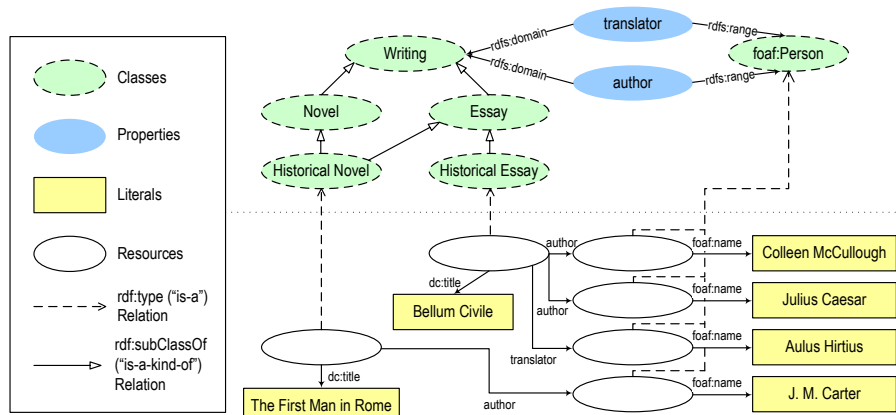 translator
rdfs:domain
rdfs:range
Writing
foaf:Person
rdfs:domain
rdfs:range
author
Classes
Novel
Essay
Properties
Historical Novel
Historical Essay
Literals
Resources
author
foaf:name
Colleen McCullough
dc:title
foaf:name
Bellum Civile
author
Julius Caesar
rdf:type ("is-a")
Relation
foaf:name
translator
Aulus Hirtius
rdf:subClassOf
("is-a-kind-of")
Relation
dc:title
foaf:name
The First Man in Rome
author
J. M. Carter